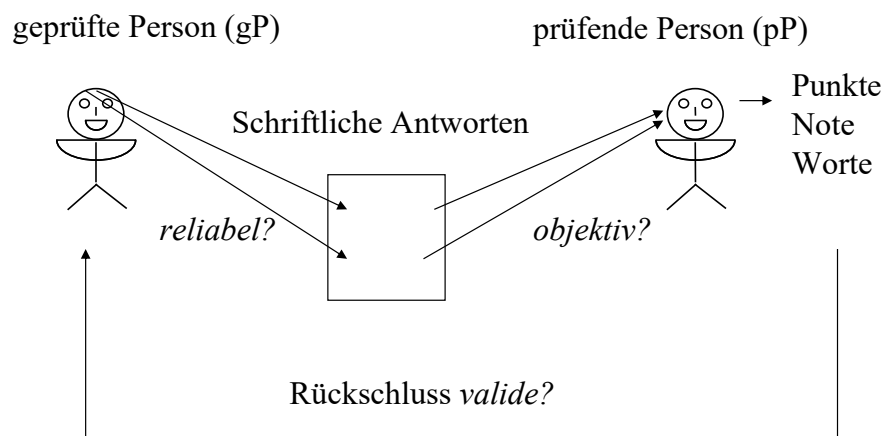 geprüfte Person (gP)
prüfende Person (pP)
Schriftliche Antworten
Punkte
Note
Worte
reliabel?
objektiv?
Rückschluss valide?